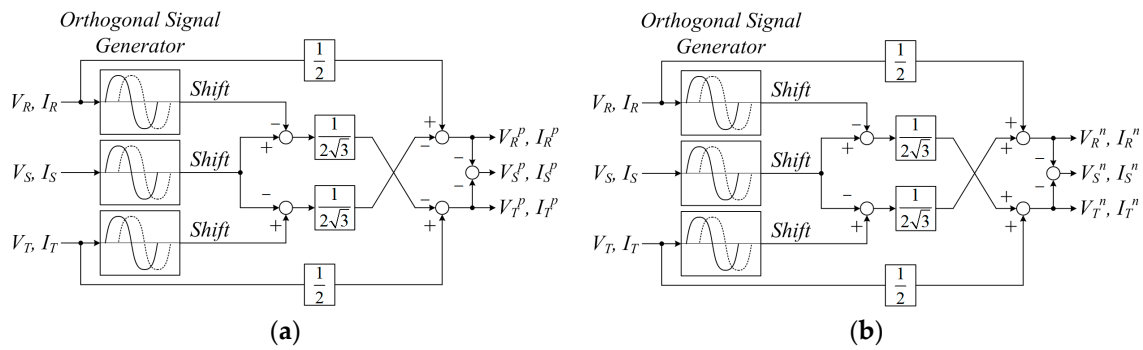 Orthogonal Signal
Generator
1
2
V_R, I_R
Shift
−
+
1
2√3
+
−
V_R^p, I_R^p
V_S, I_S
Shift
−
−
V_S^p, I_S^p
−
+
1
2√3
−
+
V_T^p, I_T^p
V_T, I_T
Shift
1
2
(a)
Orthogonal Signal
Generator
1
2
V_R, I_R
Shift
−
+
1
2√3
+
+
V_R^n, I_R^n
V_S, I_S
Shift
−
−
V_S^n, I_S^n
−
+
1
2√3
+
+
V_T^n, I_T^n
V_T, I_T
Shift
1
2
(b)